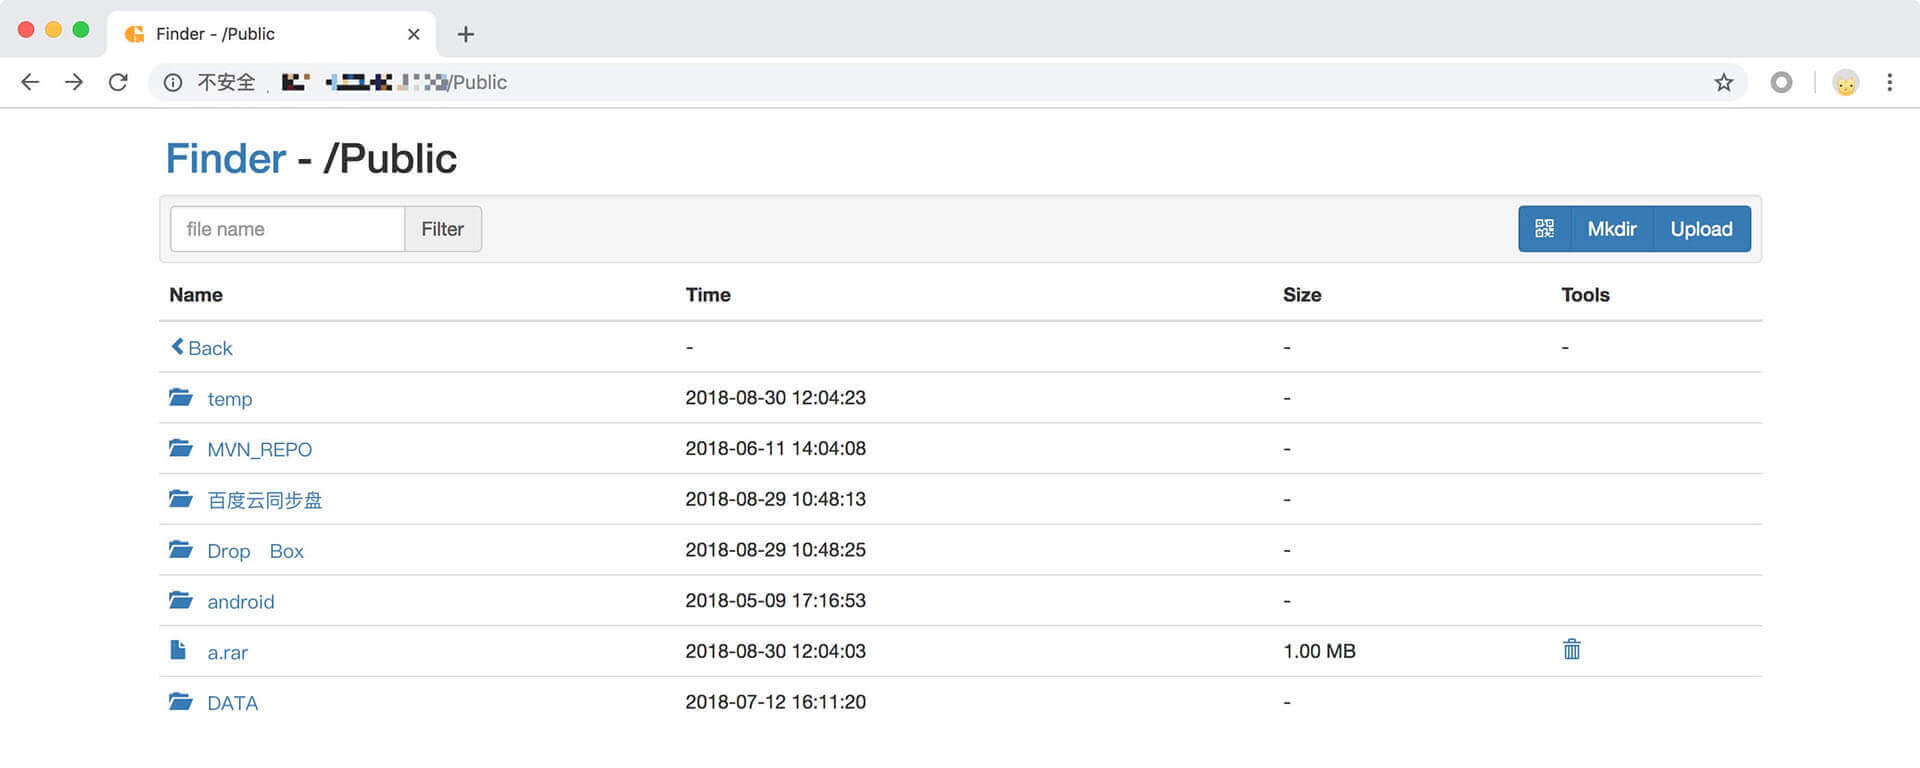 Finder - /Public
不安全
/Public
Finder - /Public
file name Filter Mkdir Upload
Name Time Size Tools
Back - - -
temp 2018-08-30 12:04:23 -
MVN_REPO 2018-06-11 14:04:08 -
百度云同步盘 2018-08-29 10:48:13 -
Drop Box 2018-08-29 10:48:25 -
android 2018-05-09 17:16:53 -
a.rar 2018-08-30 12:04:03 1.00 MB
DATA 2018-07-12 16:11:20 -